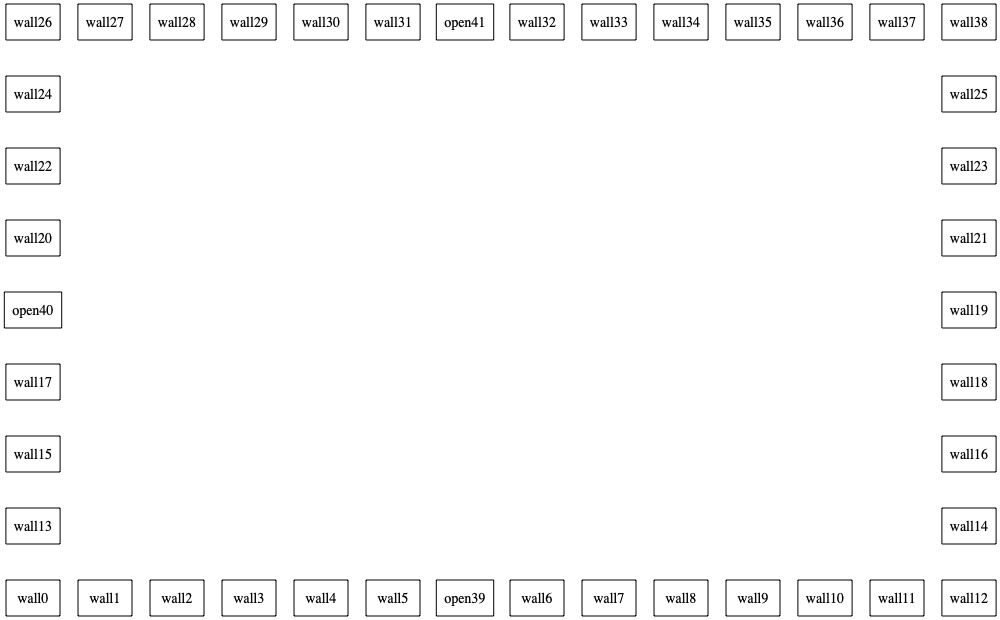 wall26 wall27 wall28 wall29 wall30 wall31 open41 wall32 wall33 wall34 wall35 wall36 wall37 wall38
wall24 wall25
wall22 wall23
wall20 wall21
open40 wall19
wall17 wall18
wall15 wall16
wall13 wall14
wall0 wall1 wall2 wall3 wall4 wall5 open39 wall6 wall7 wall8 wall9 wall10 wall11 wall12